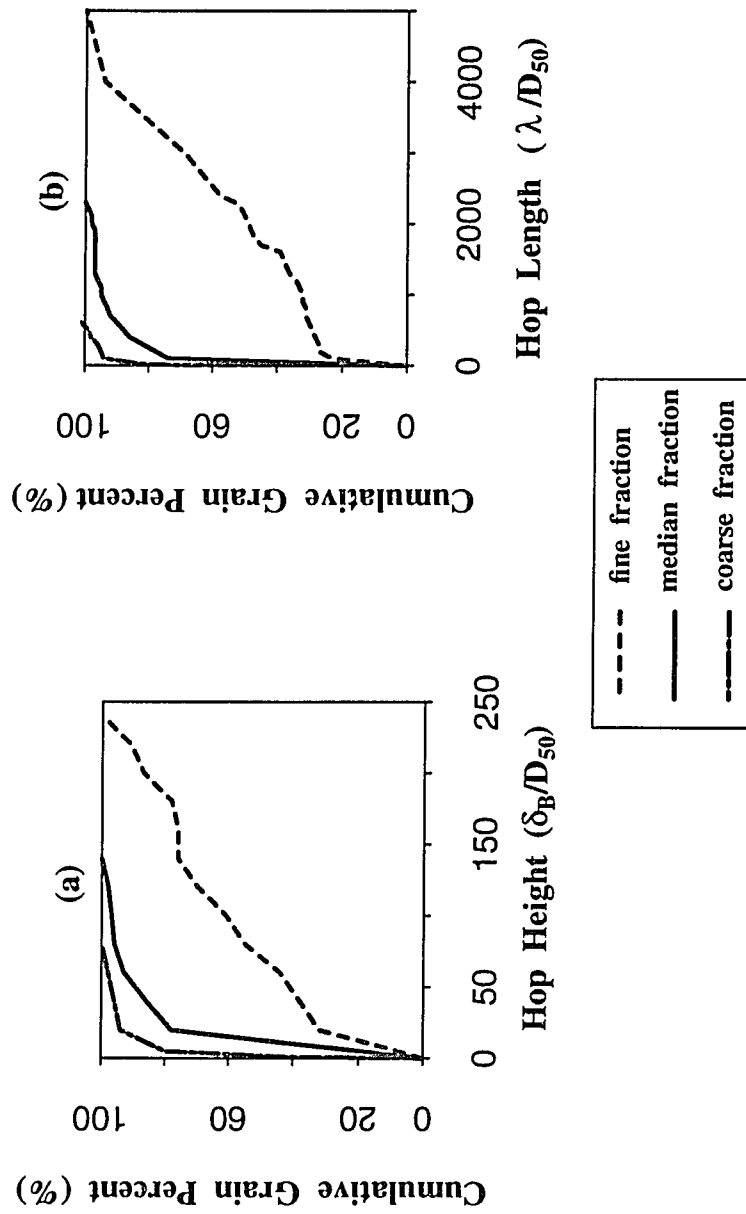 (a)
Cumulative Grain Percent (%)
100
60
20
0
0
50
150
250
Hop Height (δB/D50)
(b)
Cumulative Grain Percent (%)
100
60
20
0
0
2000
4000
Hop Length (λ/D50)
fine fraction
median fraction
coarse fraction